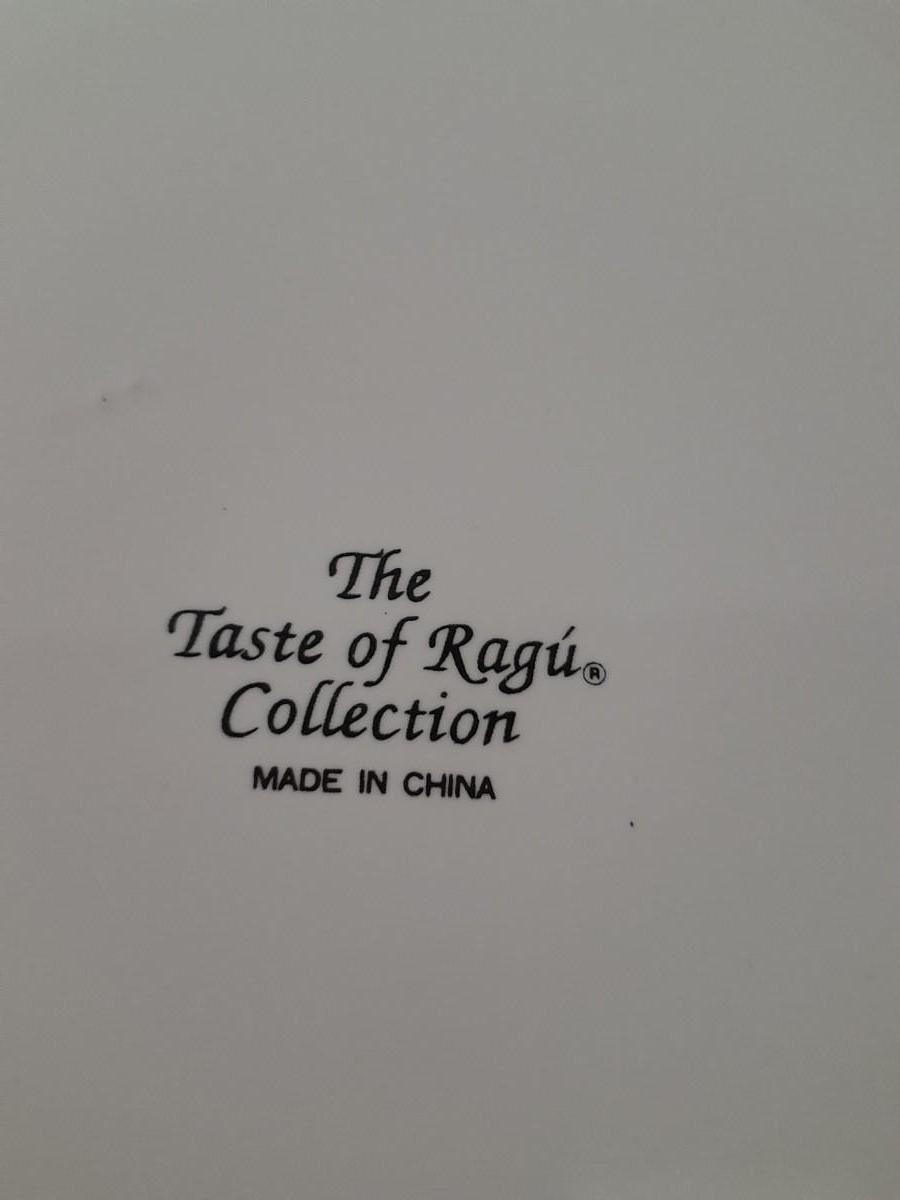 The
Taste of Ragú®
Collection
MADE IN CHINA